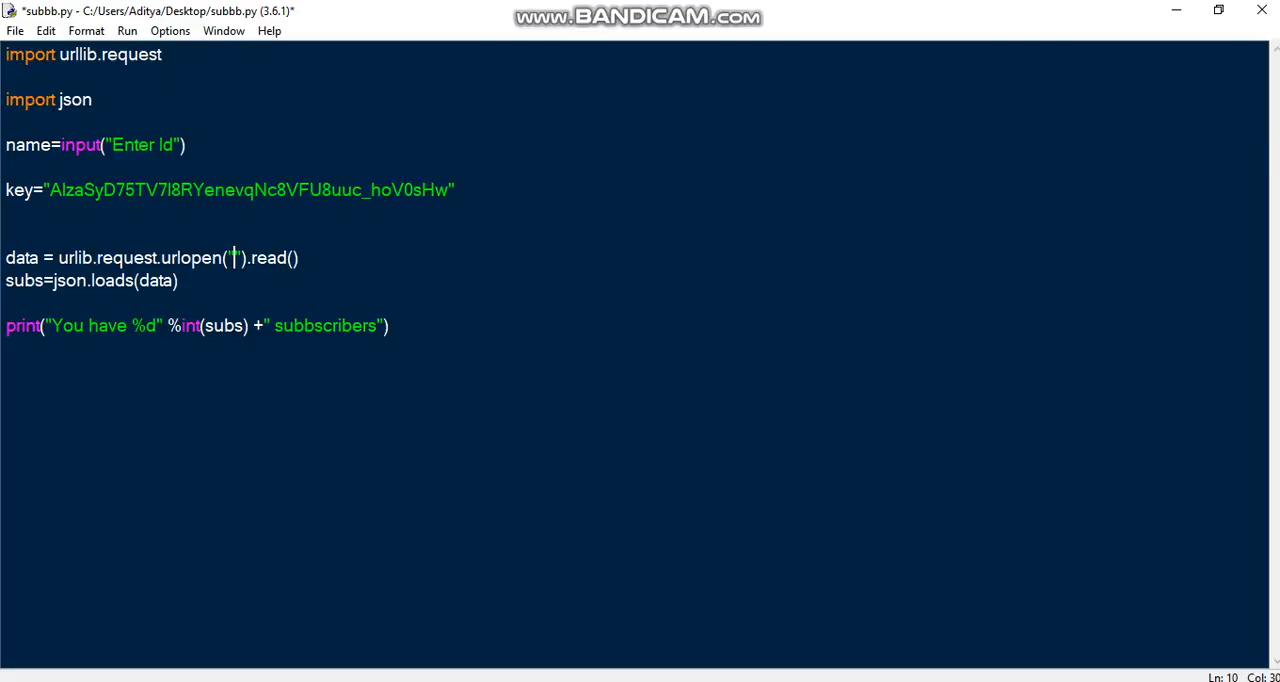 *subbb.py - C:/Users/Aditya/Desktop/subbb.py (3.6.1)*
www.BANDICAM.com
File Edit Format Run Options Window Help
import urllib.request
import json
name=input("Enter Id")
key="AIzaSyD75TV7I8RYenevqNc8VFU8uuc_hoV0sHw"
data = urlib.request.urlopen("").read()
subs=json.loads(data)
print("You have %d" %int(subs) +" subbscribers")
Ln: 10 Col: 30